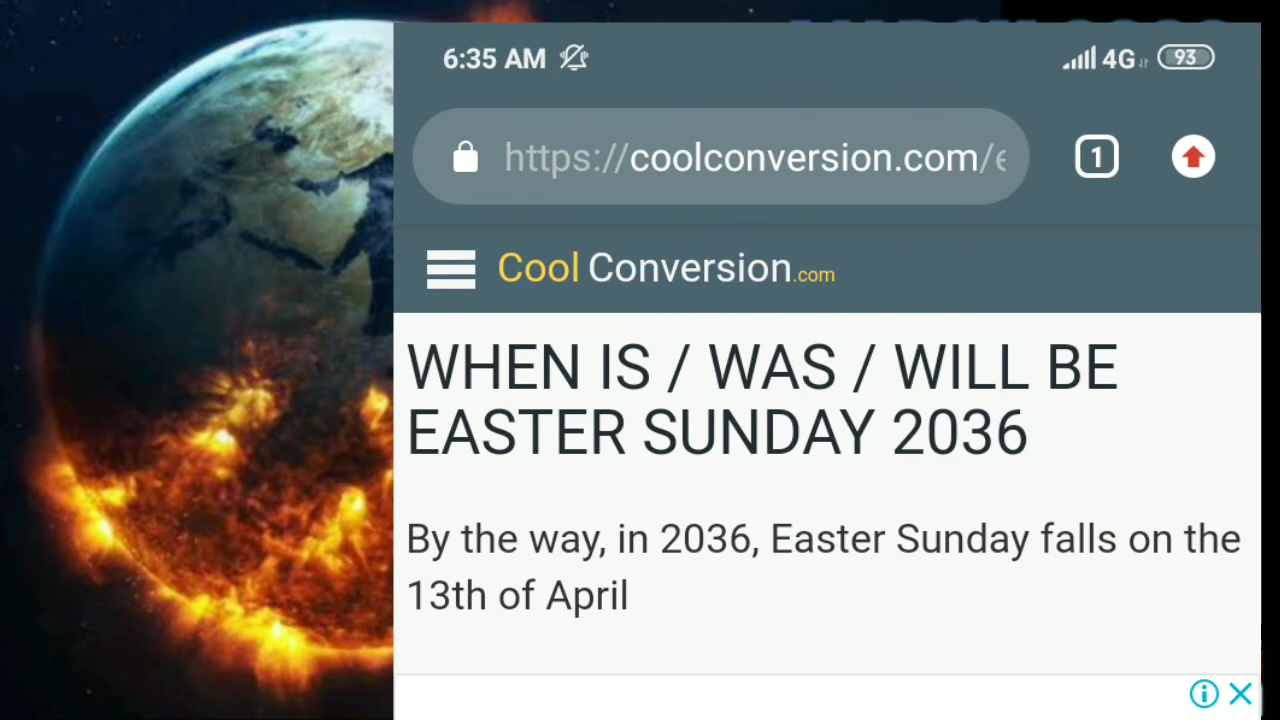 6:35 AM 4G 93
https://coolconversion.com/e
1
Cool Conversion.com
WHEN IS / WAS / WILL BE
EASTER SUNDAY 2036
By the way, in 2036, Easter Sunday falls on the
13th of April